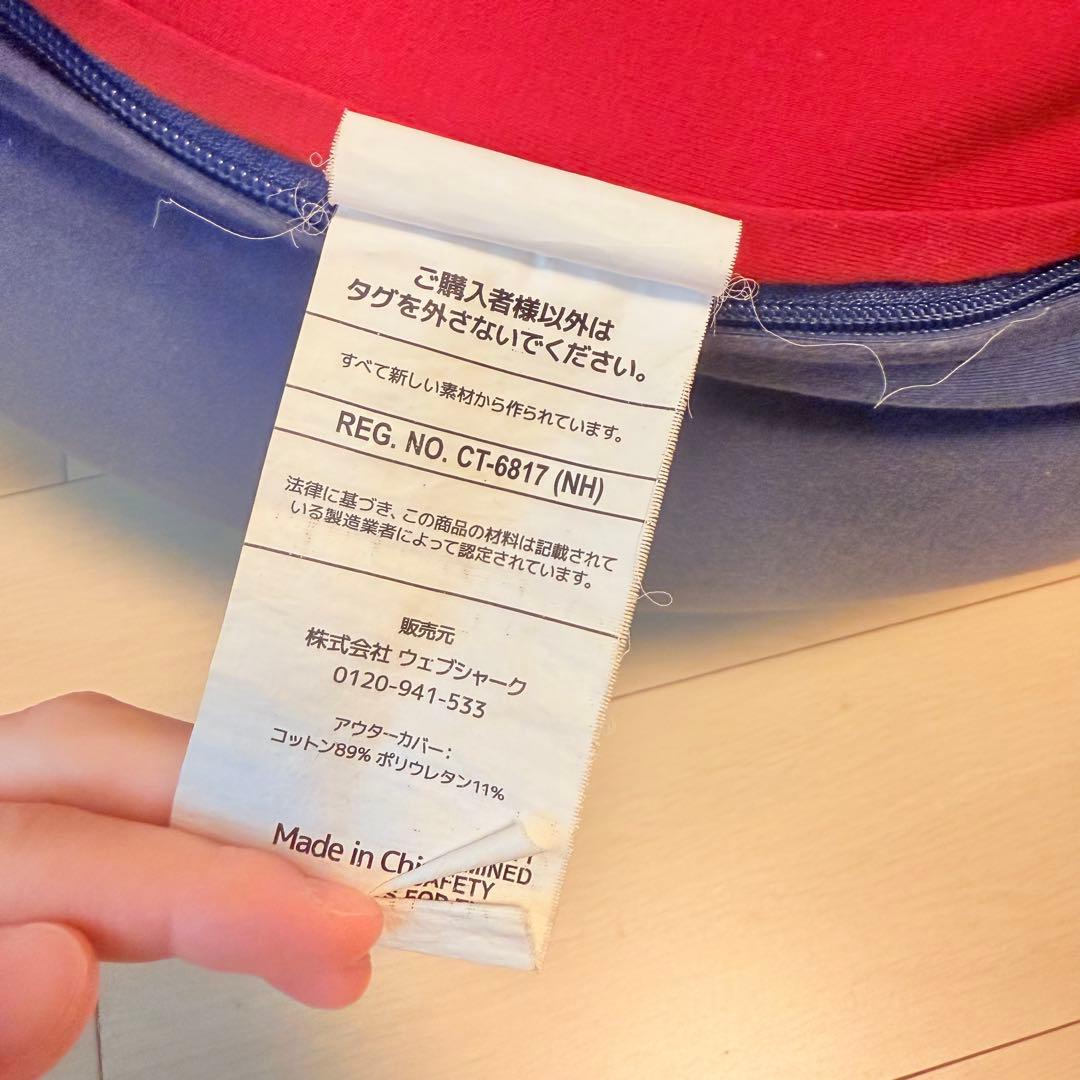 ご購入者様以外は
タグを外さないでください。
すべて新しい素材から作られています。
REG. NO. CT-6817 (NH)
法律に基づき、この商品の材料は記載されて
いる製造業者によって認定されています。
販売元
株式会社 ウェブシャーク
0120-941-533
アウターカバー：
コットン89% ポリウレタン11%
Made in
SAFETY